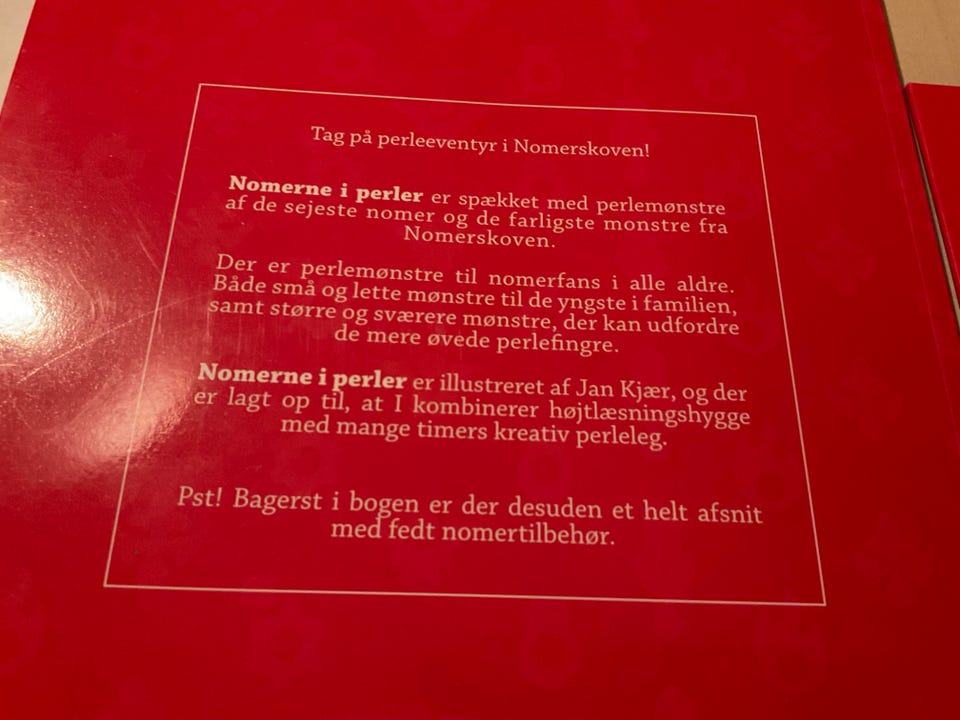 Tag på perleeventyr i Nomerskoven!
Nomerne i perler er spækket med perlemønstre
af de sejeste nomer og de farligste monstre fra
Nomerskoven.
Der er perlemønstre til nomerfans i alle aldre.
Både små og lette mønstre til de yngste i familien,
samt større og sværere mønstre, der kan udfordre
de mere øvede perlefingre.
Nomerne i perler er illustreret af Jan Kjær, og der
er lagt op til, at I kombinerer højtlæsningshygge
med mange timers kreativ perleleg.
Pst! Bagerst i bogen er der desuden et helt afsnit
med fedt nomertilbehør.